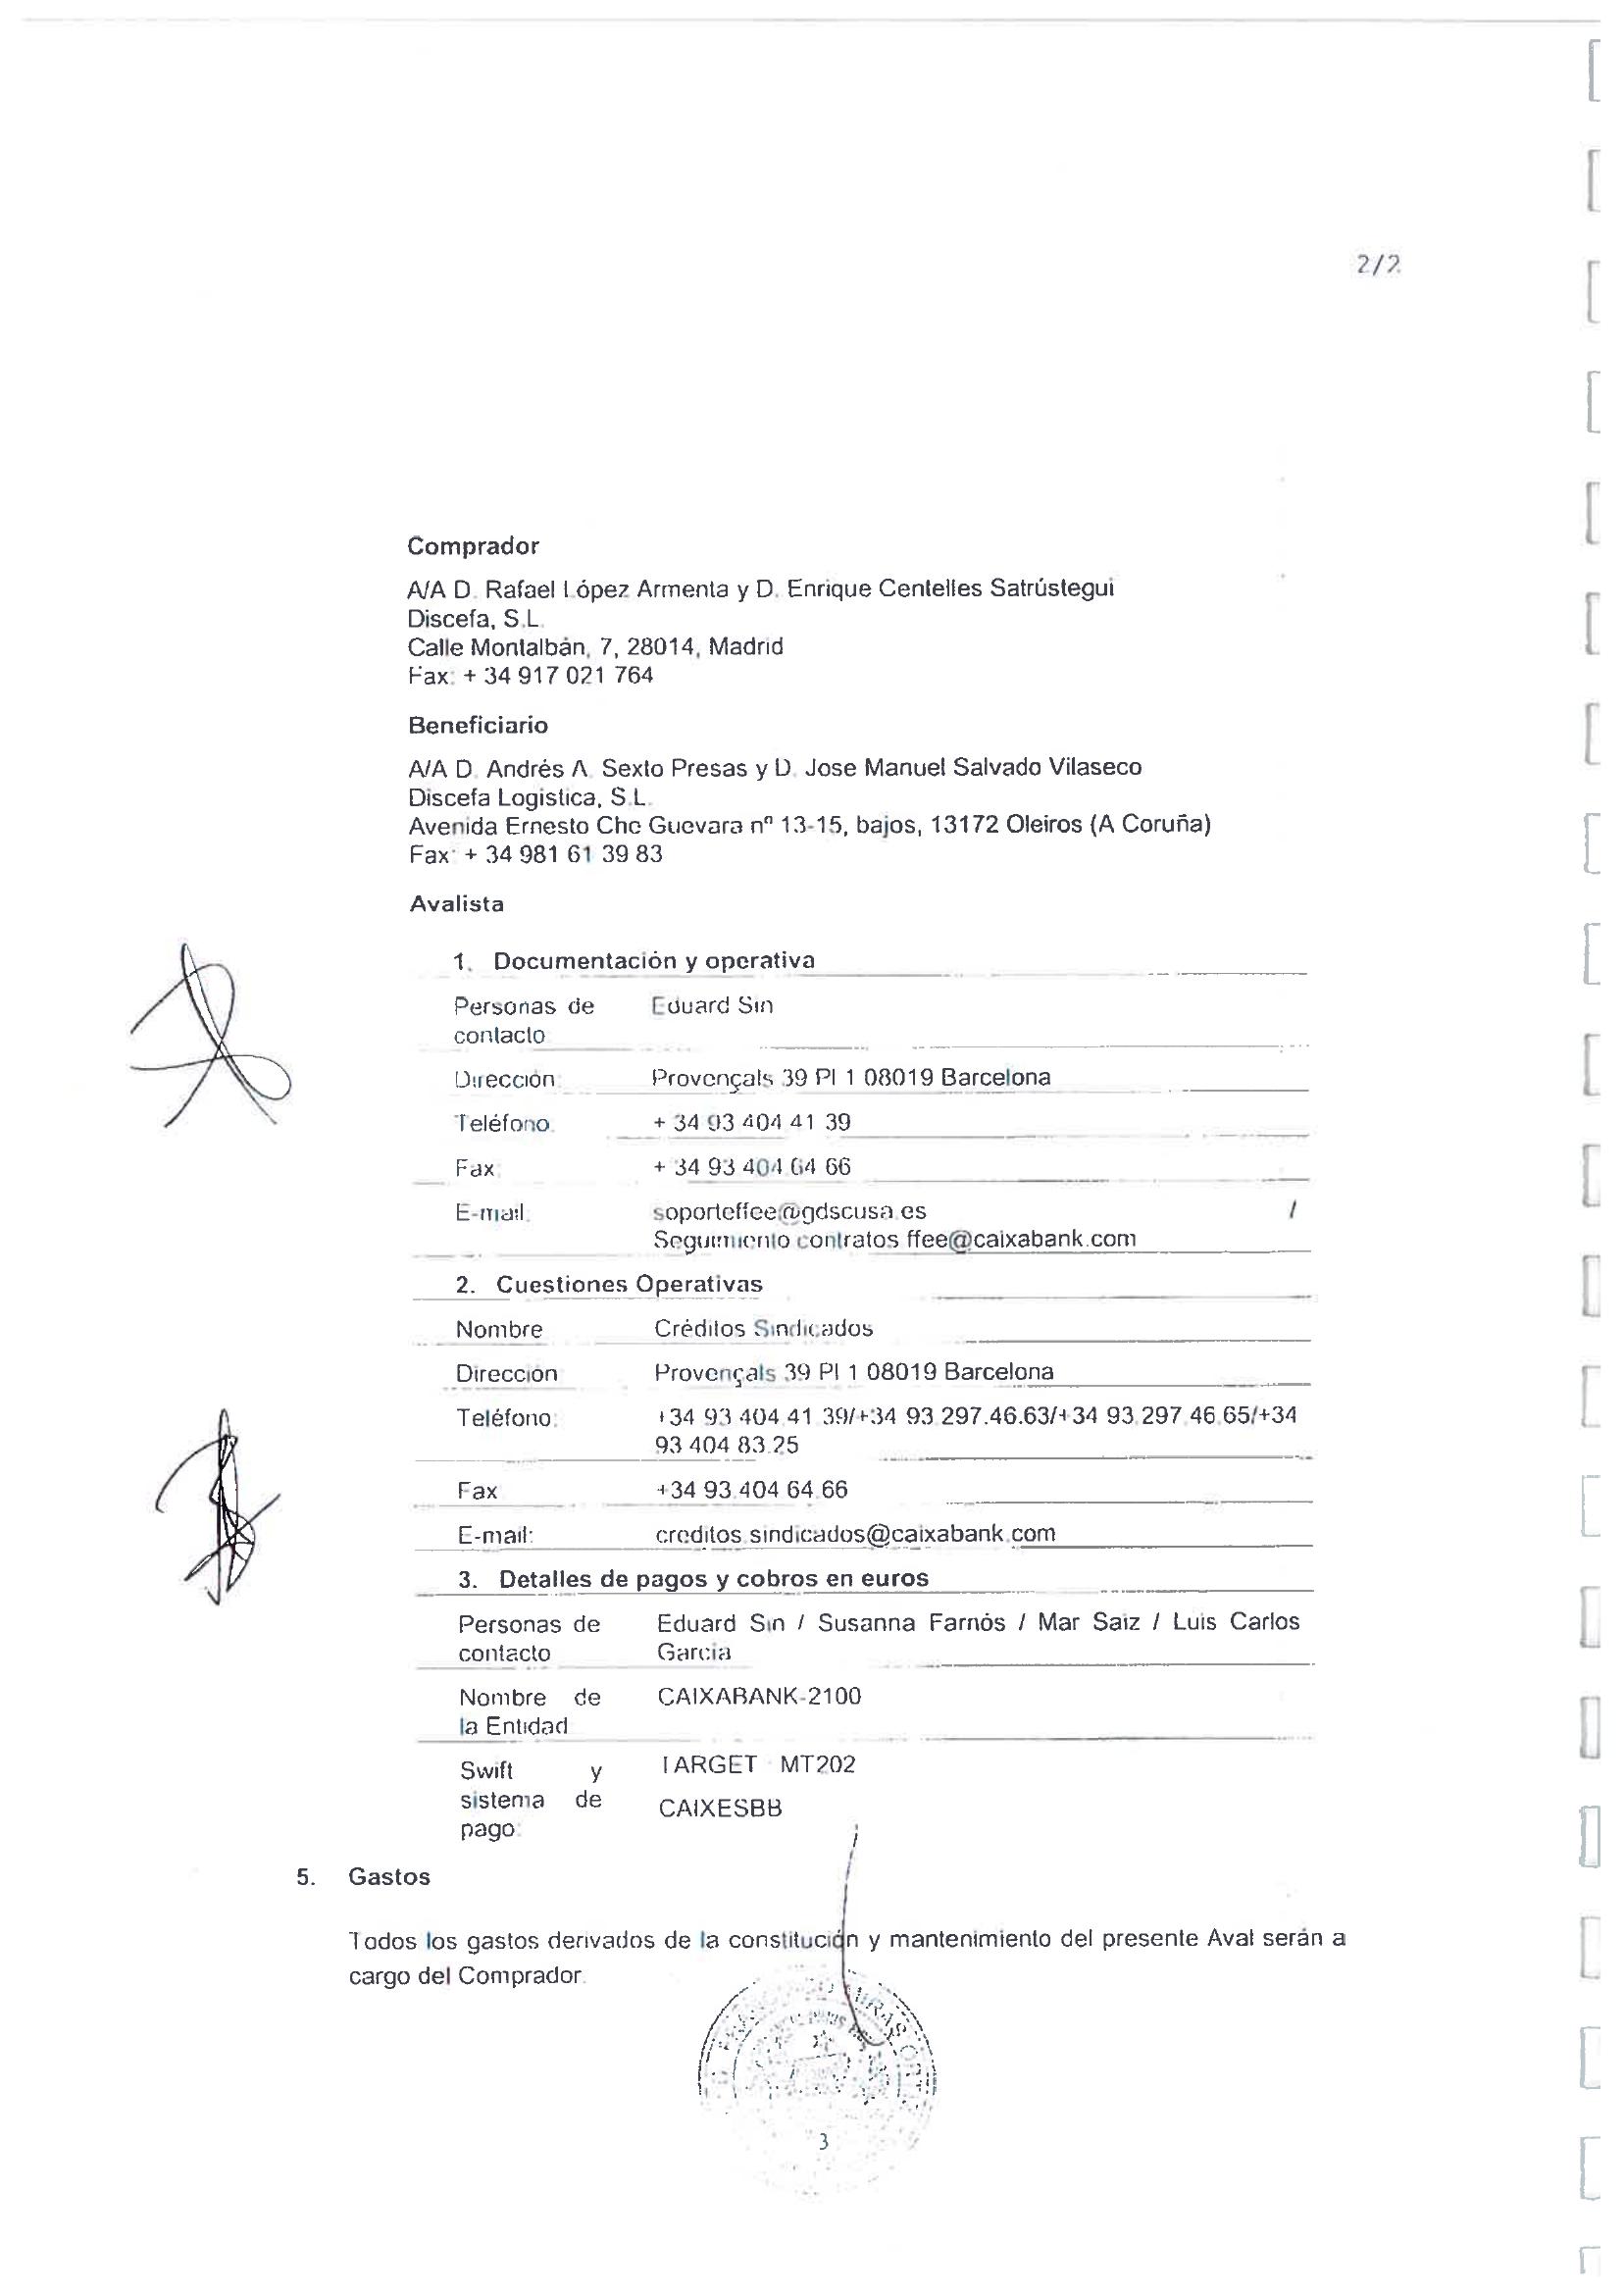 2/2
Comprador
A/A D. Rafael López Armenta y D. Enrique Centelles Satrústegui
Discefa, S.L.
Calle Montalbán, 7, 28014, Madrid
Fax: + 34 917 021 764
Beneficiario
A/A D. Andrés A. Sexto Presas y D. Jose Manuel Salvado Vilaseco
Discefa Logistica, S.L.
Avenida Ernesto Che Guevara nº 13-15, bajos, 13172 Oleiros (A Coruña)
Fax: + 34 981 61 39 83
Avalista
1. Documentación y operativa
Personas de Eduard Sin
contacto
Dirección: Provençals 39 Pl 1 08019 Barcelona
Teléfono: + 34 93 404 41 39
Fax: + 34 93 404 64 66
E-mail: soporteffee@gdscusa.es
Seguimiento contratos ffee@caixabank.com
2. Cuestiones Operativas
Nombre Créditos Sindicados
Dirección Provençals 39 Pl 1 08019 Barcelona
Teléfono: +34 93 404.41 39/+34 93.297.46.63/+34 93.297.46.65/+34
93 404 83.25
Fax +34 93.404 64.66
E-mail: creditos.sindicados@caixabank.com
3. Detalles de pagos y cobros en euros
Personas de Eduard Sin / Susanna Farnós / Mar Saiz / Luis Carlos
contacto García
Nombre de CAIXABANK-2100
la Entidad
Swift y TARGET - MT202
sistema de CAIXESBB
pago:
5. Gastos
Todos los gastos derivados de la constitución y mantenimiento del presente Aval serán a
cargo del Comprador.
3